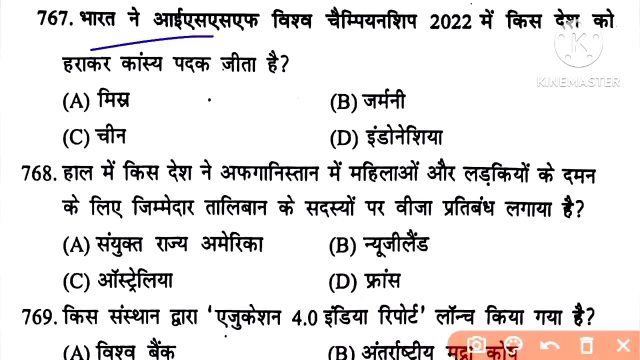 767. भारत ने आईएसएसएफ विश्व चैम्पियनशिप 2022 में किस देश को
हराकर कांस्य पदक जीता है?
(A) मिस्र (B) जर्मनी
(C) चीन (D) इंडोनेशिया
768. हाल में किस देश ने अफगानिस्तान में महिलाओं और लड़कियों के दमन
के लिए जिम्मेदार तालिबान के सदस्यों पर वीजा प्रतिबंध लगाया है?
(A) संयुक्त राज्य अमेरिका (B) न्यूजीलैंड
(C) ऑस्ट्रेलिया (D) फ्रांस
769. किस संस्थान द्वारा 'एजुकेशन 4.0 इंडिया रिपोर्ट' लॉन्च किया गया है?
(A) विश्व बैंक (B) अंतर्राष्ट्रीय मुद्रा कोष
KINEMASTER